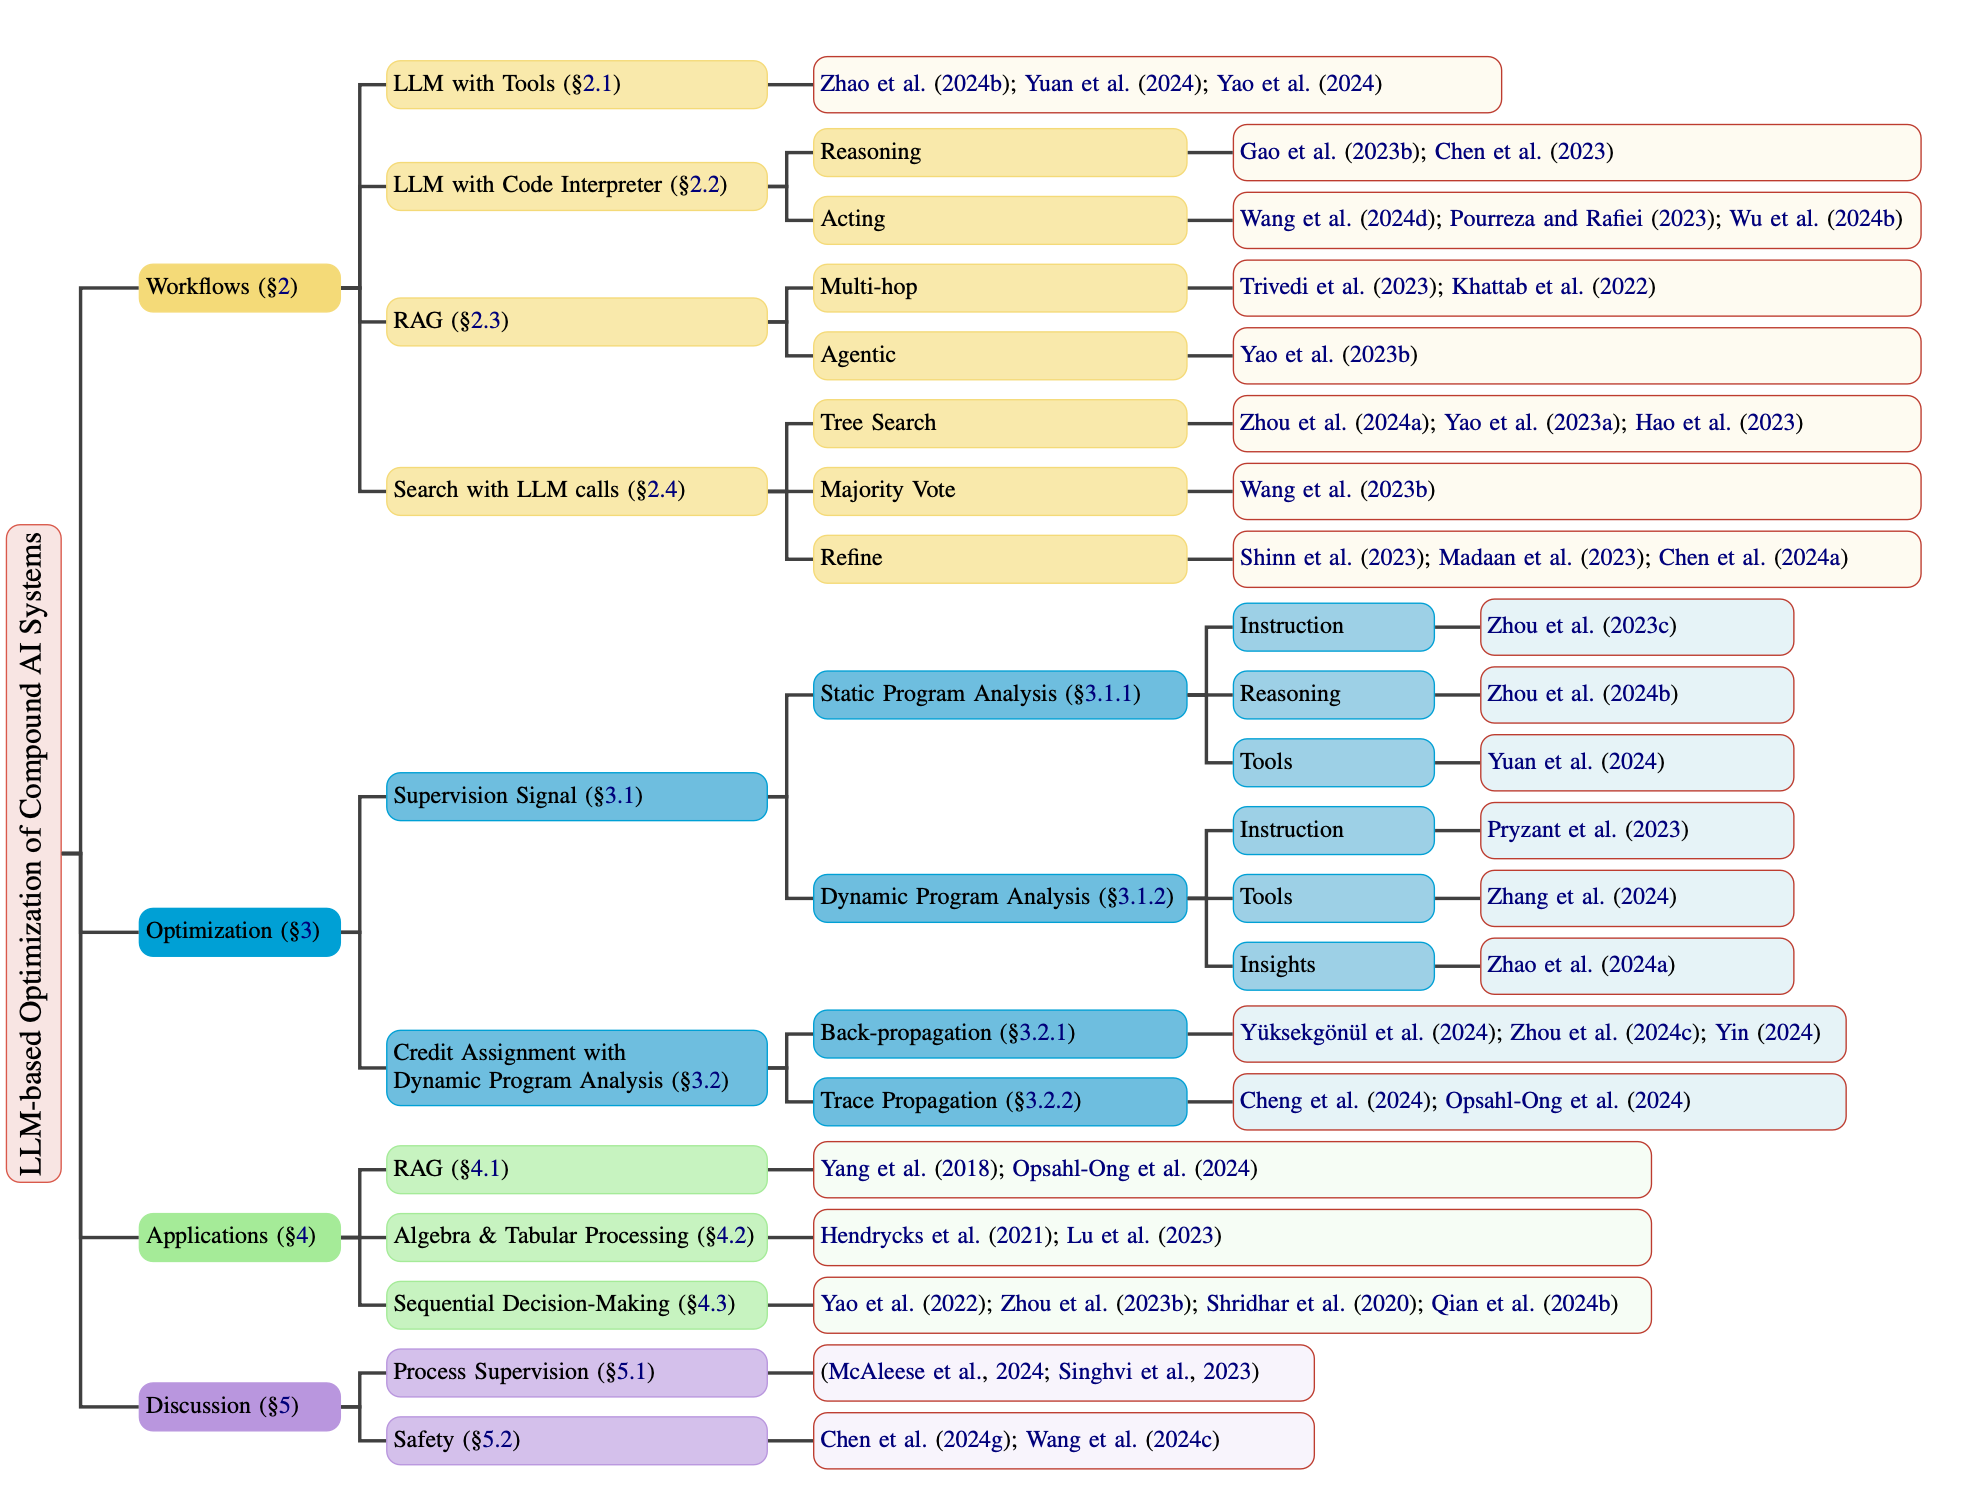 LLM-based Optimization of Compound AI Systems
Workflows (§2)
LLM with Tools (§2.1)
Zhao et al. (2024b); Yuan et al. (2024); Yao et al. (2024)
LLM with Code Interpreter (§2.2)
Reasoning
Gao et al. (2023b); Chen et al. (2023)
Acting
Wang et al. (2024d); Pourreza and Rafiei (2023); Wu et al. (2024b)
RAG (§2.3)
Multi-hop
Trivedi et al. (2023); Khattab et al. (2022)
Agentic
Yao et al. (2023b)
Search with LLM calls (§2.4)
Tree Search
Zhou et al. (2024a); Yao et al. (2023a); Hao et al. (2023)
Majority Vote
Wang et al. (2023b)
Refine
Shinn et al. (2023); Madaan et al. (2023); Chen et al. (2024a)
Optimization (§3)
Supervision Signal (§3.1)
Static Program Analysis (§3.1.1)
Instruction
Zhou et al. (2023c)
Reasoning
Zhou et al. (2024b)
Tools
Yuan et al. (2024)
Dynamic Program Analysis (§3.1.2)
Instruction
Pryzant et al. (2023)
Tools
Zhang et al. (2024)
Insights
Zhao et al. (2024a)
Credit Assignment with
Dynamic Program Analysis (§3.2)
Back-propagation (§3.2.1)
Yüksekgönül et al. (2024); Zhou et al. (2024c); Yin (2024)
Trace Propagation (§3.2.2)
Cheng et al. (2024); Opsahl-Ong et al. (2024)
Applications (§4)
RAG (§4.1)
Yang et al. (2018); Opsahl-Ong et al. (2024)
Algebra & Tabular Processing (§4.2)
Hendrycks et al. (2021); Lu et al. (2023)
Sequential Decision-Making (§4.3)
Yao et al. (2022); Zhou et al. (2023b); Shridhar et al. (2020); Qian et al. (2024b)
Discussion (§5)
Process Supervision (§5.1)
(McAleese et al., 2024; Singhvi et al., 2023)
Safety (§5.2)
Chen et al. (2024g); Wang et al. (2024c)